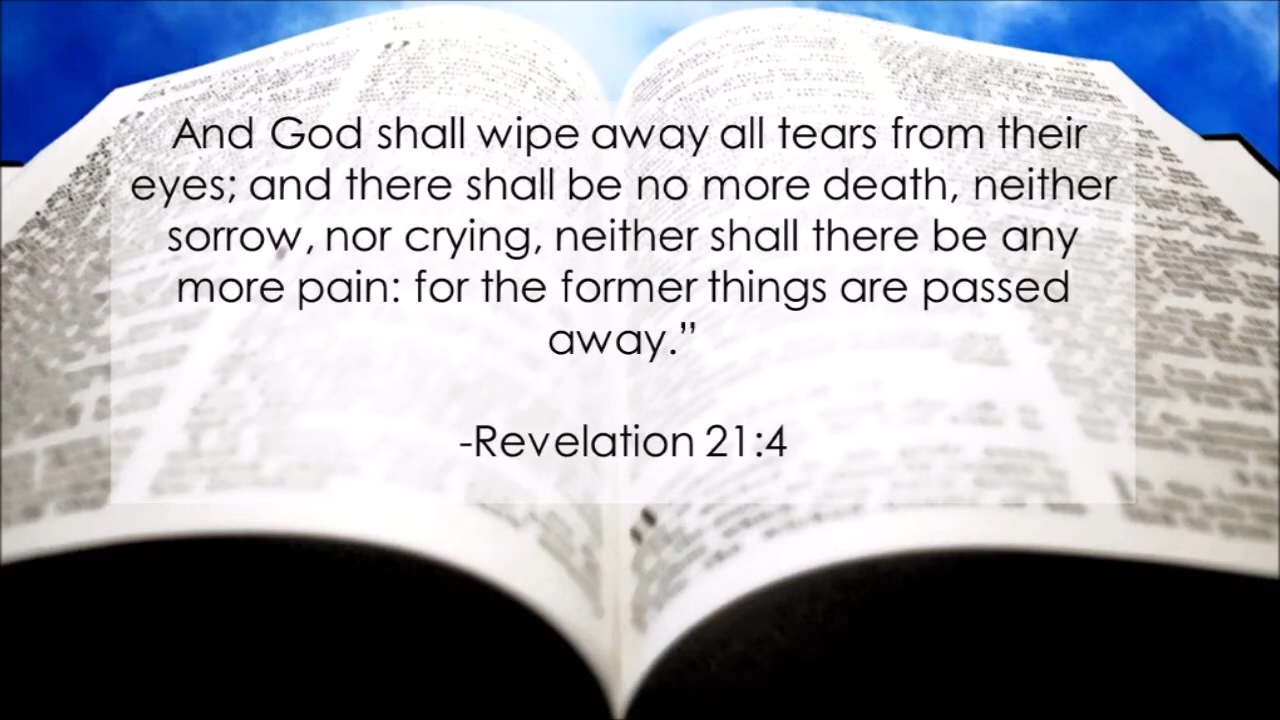 And God shall wipe away all tears from their
eyes; and there shall be no more death, neither
sorrow, nor crying, neither shall there be any
more pain: for the former things are passed
away.”
-Revelation 21:4